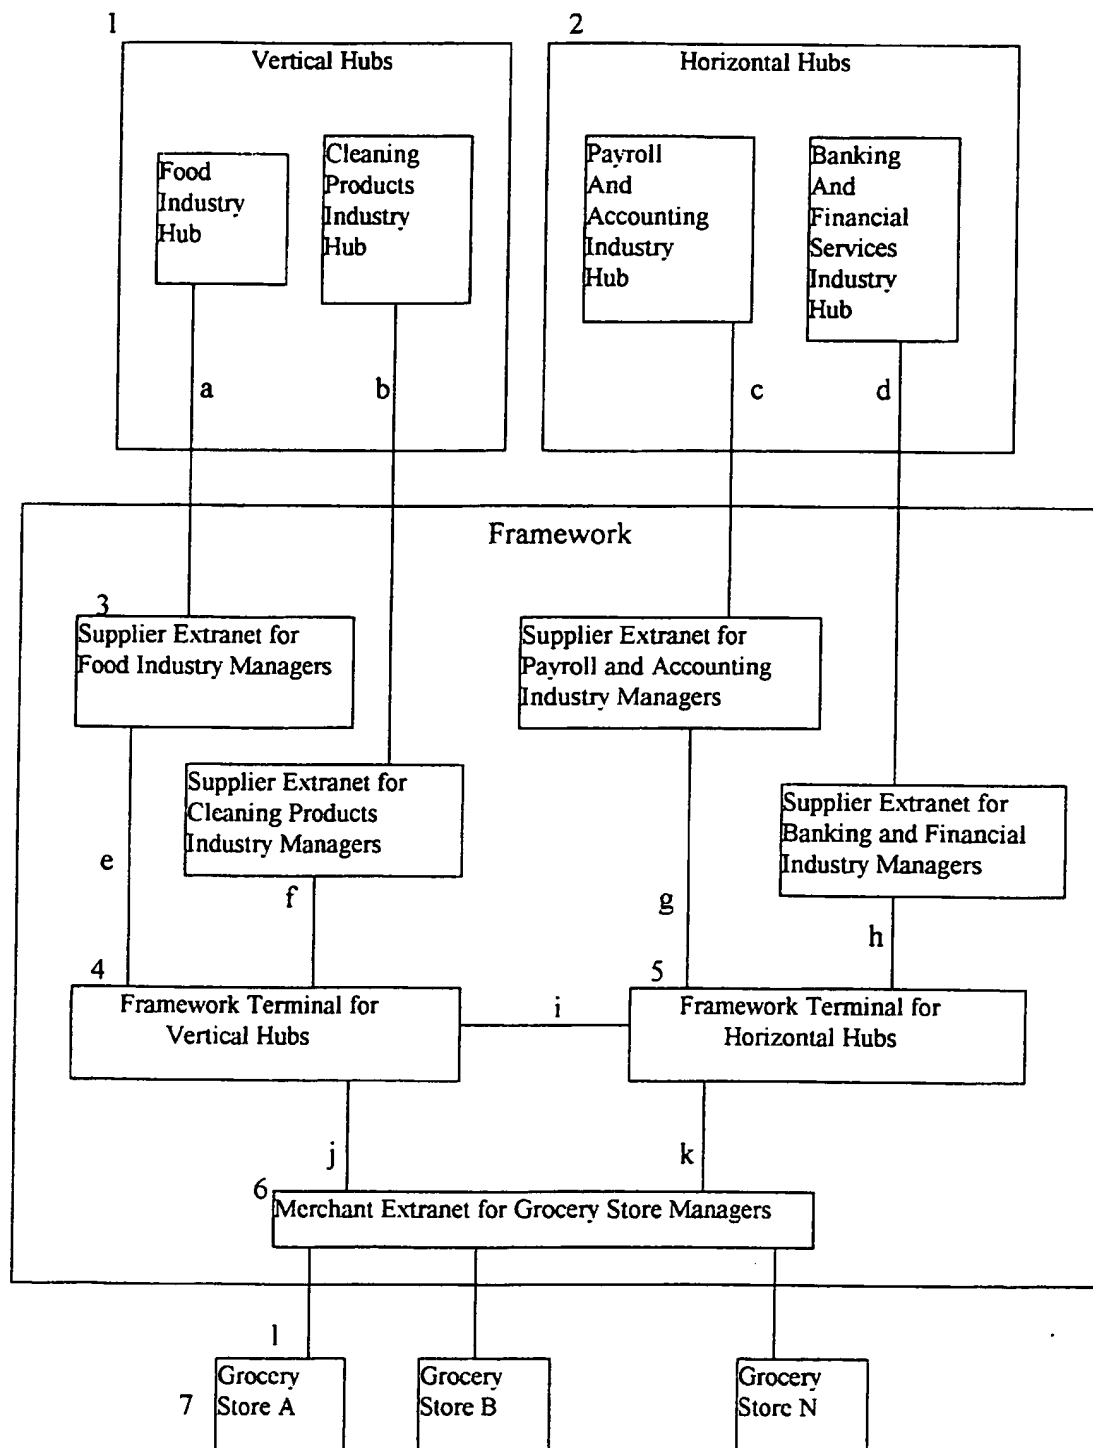 1
2
Vertical Hubs
Horizontal Hubs
Food
Industry
Hub
Cleaning
Products
Industry
Hub
Payroll
And
Accounting
Industry
Hub
Banking
And
Financial
Services
Industry
Hub
a
b
c
d
Framework
3
Supplier Extranet for
Food Industry Managers
Supplier Extranet for
Payroll and Accounting
Industry Managers
Supplier Extranet for
Cleaning Products
Industry Managers
Supplier Extranet for
Banking and Financial
Industry Managers
e
f
g
h
4
Framework Terminal for
Vertical Hubs
i
5
Framework Terminal for
Horizontal Hubs
j
k
6
Merchant Extranet for Grocery Store Managers
l
7
Grocery
Store A
Grocery
Store B
Grocery
Store N